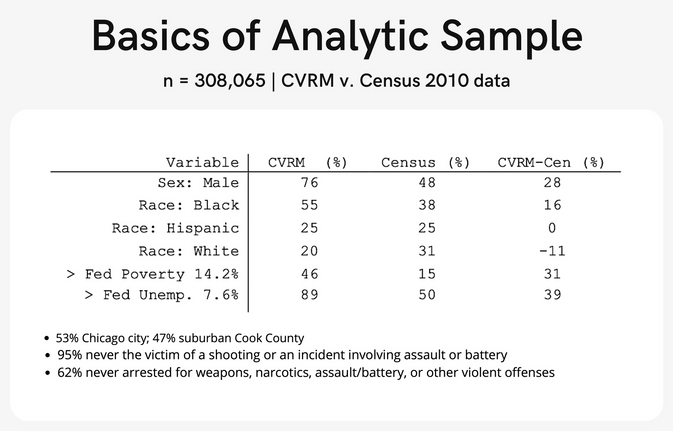 Basics of Analytic Sample
n = 308,065 | CVRM v. Census 2010 data
Variable CVRM (%) Census (%) CVRM-Cen (%)
Sex: Male 76 48 28
Race: Black 55 38 16
Race: Hispanic 25 25 0
Race: White 20 31 -11
> Fed Poverty 14.2% 46 15 31
> Fed Unemp. 7.6% 89 50 39
• 53% Chicago city; 47% suburban Cook County
• 95% never the victim of a shooting or an incident involving assault or battery
• 62% never arrested for weapons, narcotics, assault/battery, or other violent offenses